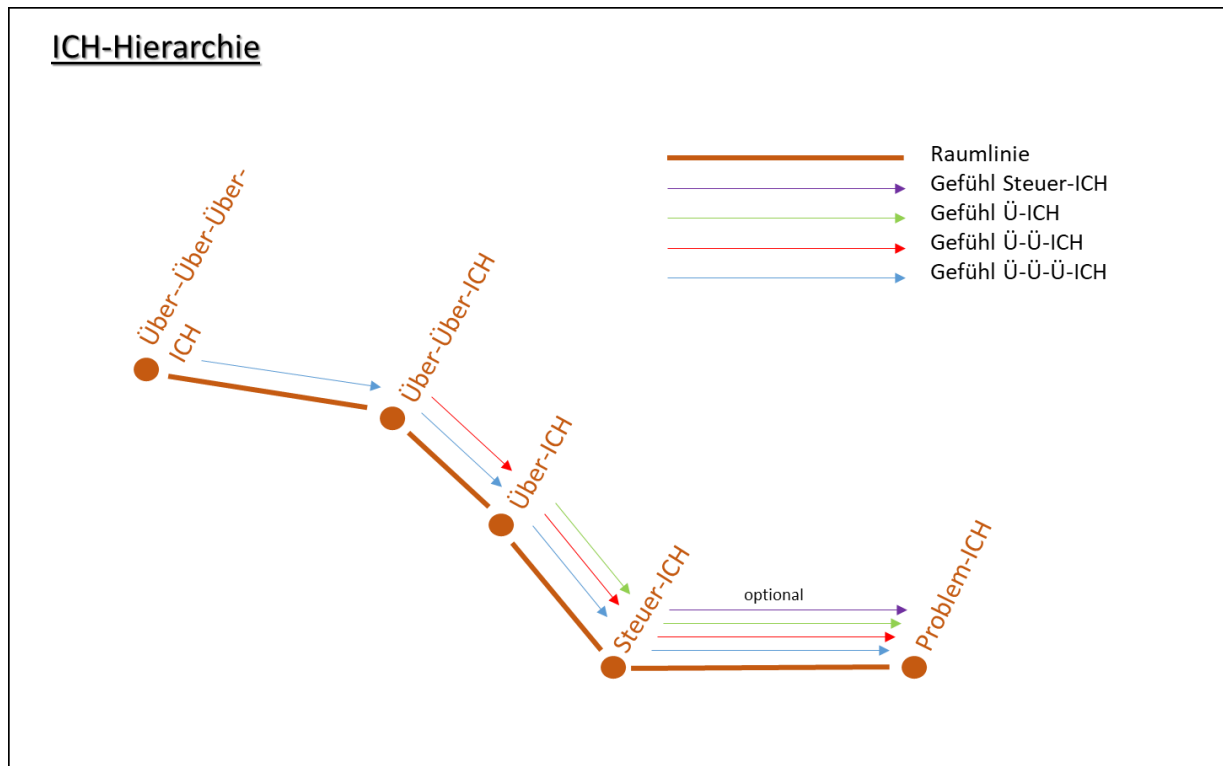 ICH-Hierarchie
Raumlinie
Gefühl Steuer-ICH
Gefühl Ü-ICH
Gefühl Ü-Ü-ICH
Gefühl Ü-Ü-Ü-ICH
Über--Über-Über-
ICH
Über-Über-ICH
Über-ICH
Steuer-ICH
optional
Problem-ICH